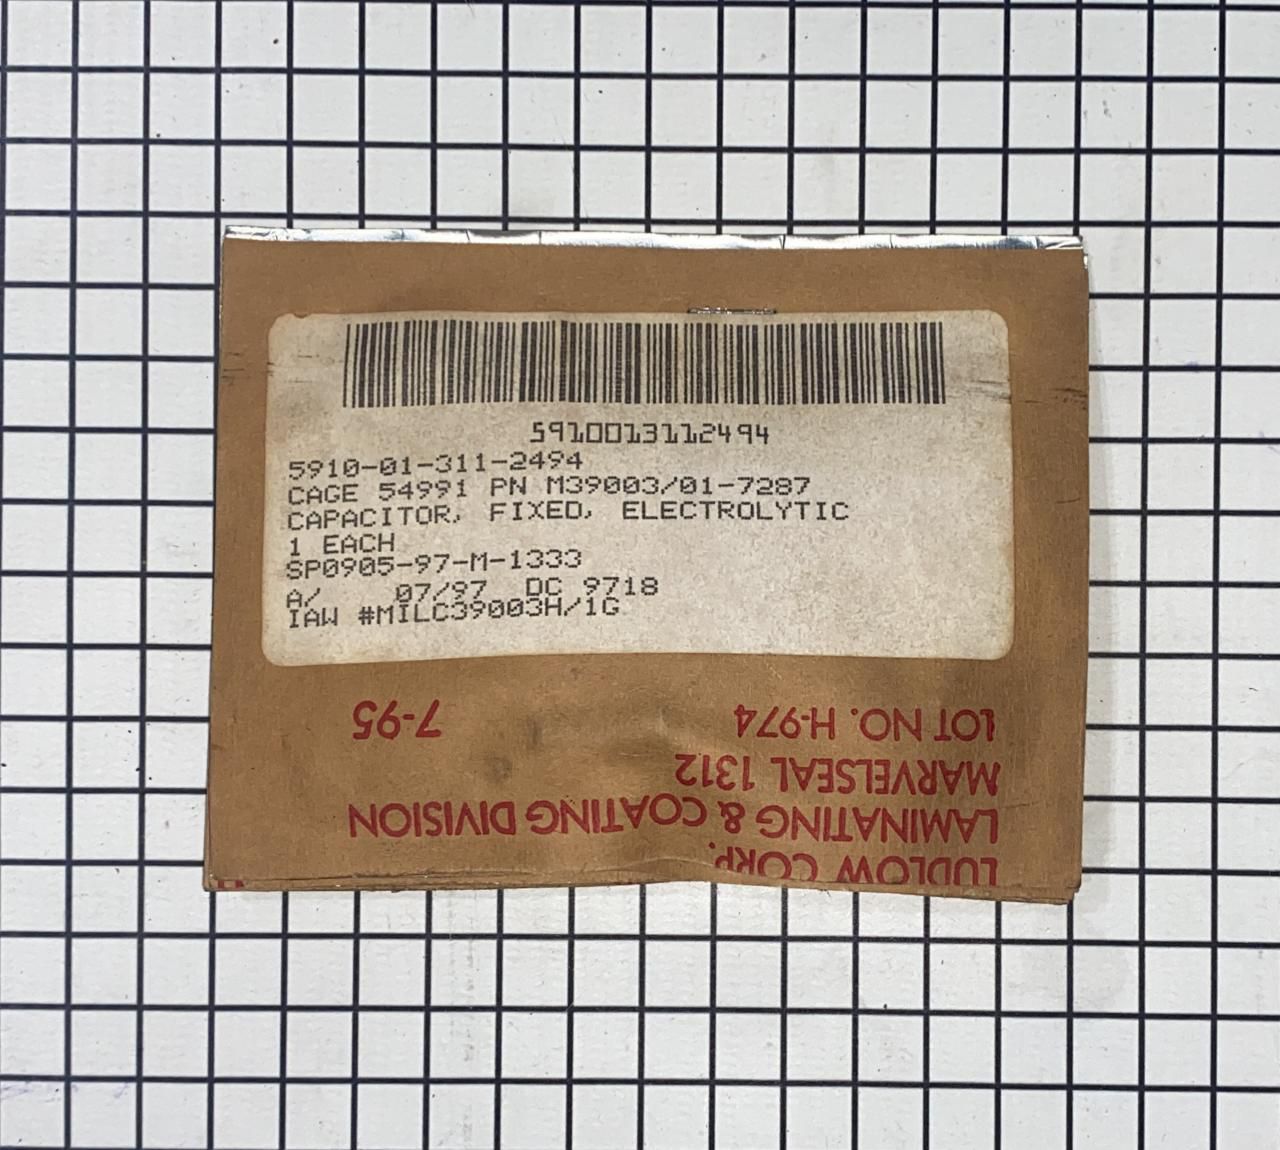 5910013112494
5910-01-311-2494
CAGE 54991 PN M39003/01-7287
CAPACITOR, FIXED, ELECTROLYTIC
1 EACH
SP0905-97-M-1333
A/ 07/97 DC 9718
IAW #MILC39003H/1G
LUDLOW CORP.
LAMINATING & COATING DIVISION
MARVELSEAL 1312
LOT NO. H-974 7-95